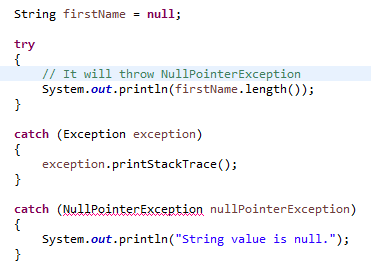 String firstName = null;
try
{
// It will throw NullPointerException
System.out.println(firstName.length());
}
catch (Exception exception)
{
exception.printStackTrace();
}
catch (NullPointerException nullPointerException)
{
System.out.println("String value is null.");
}